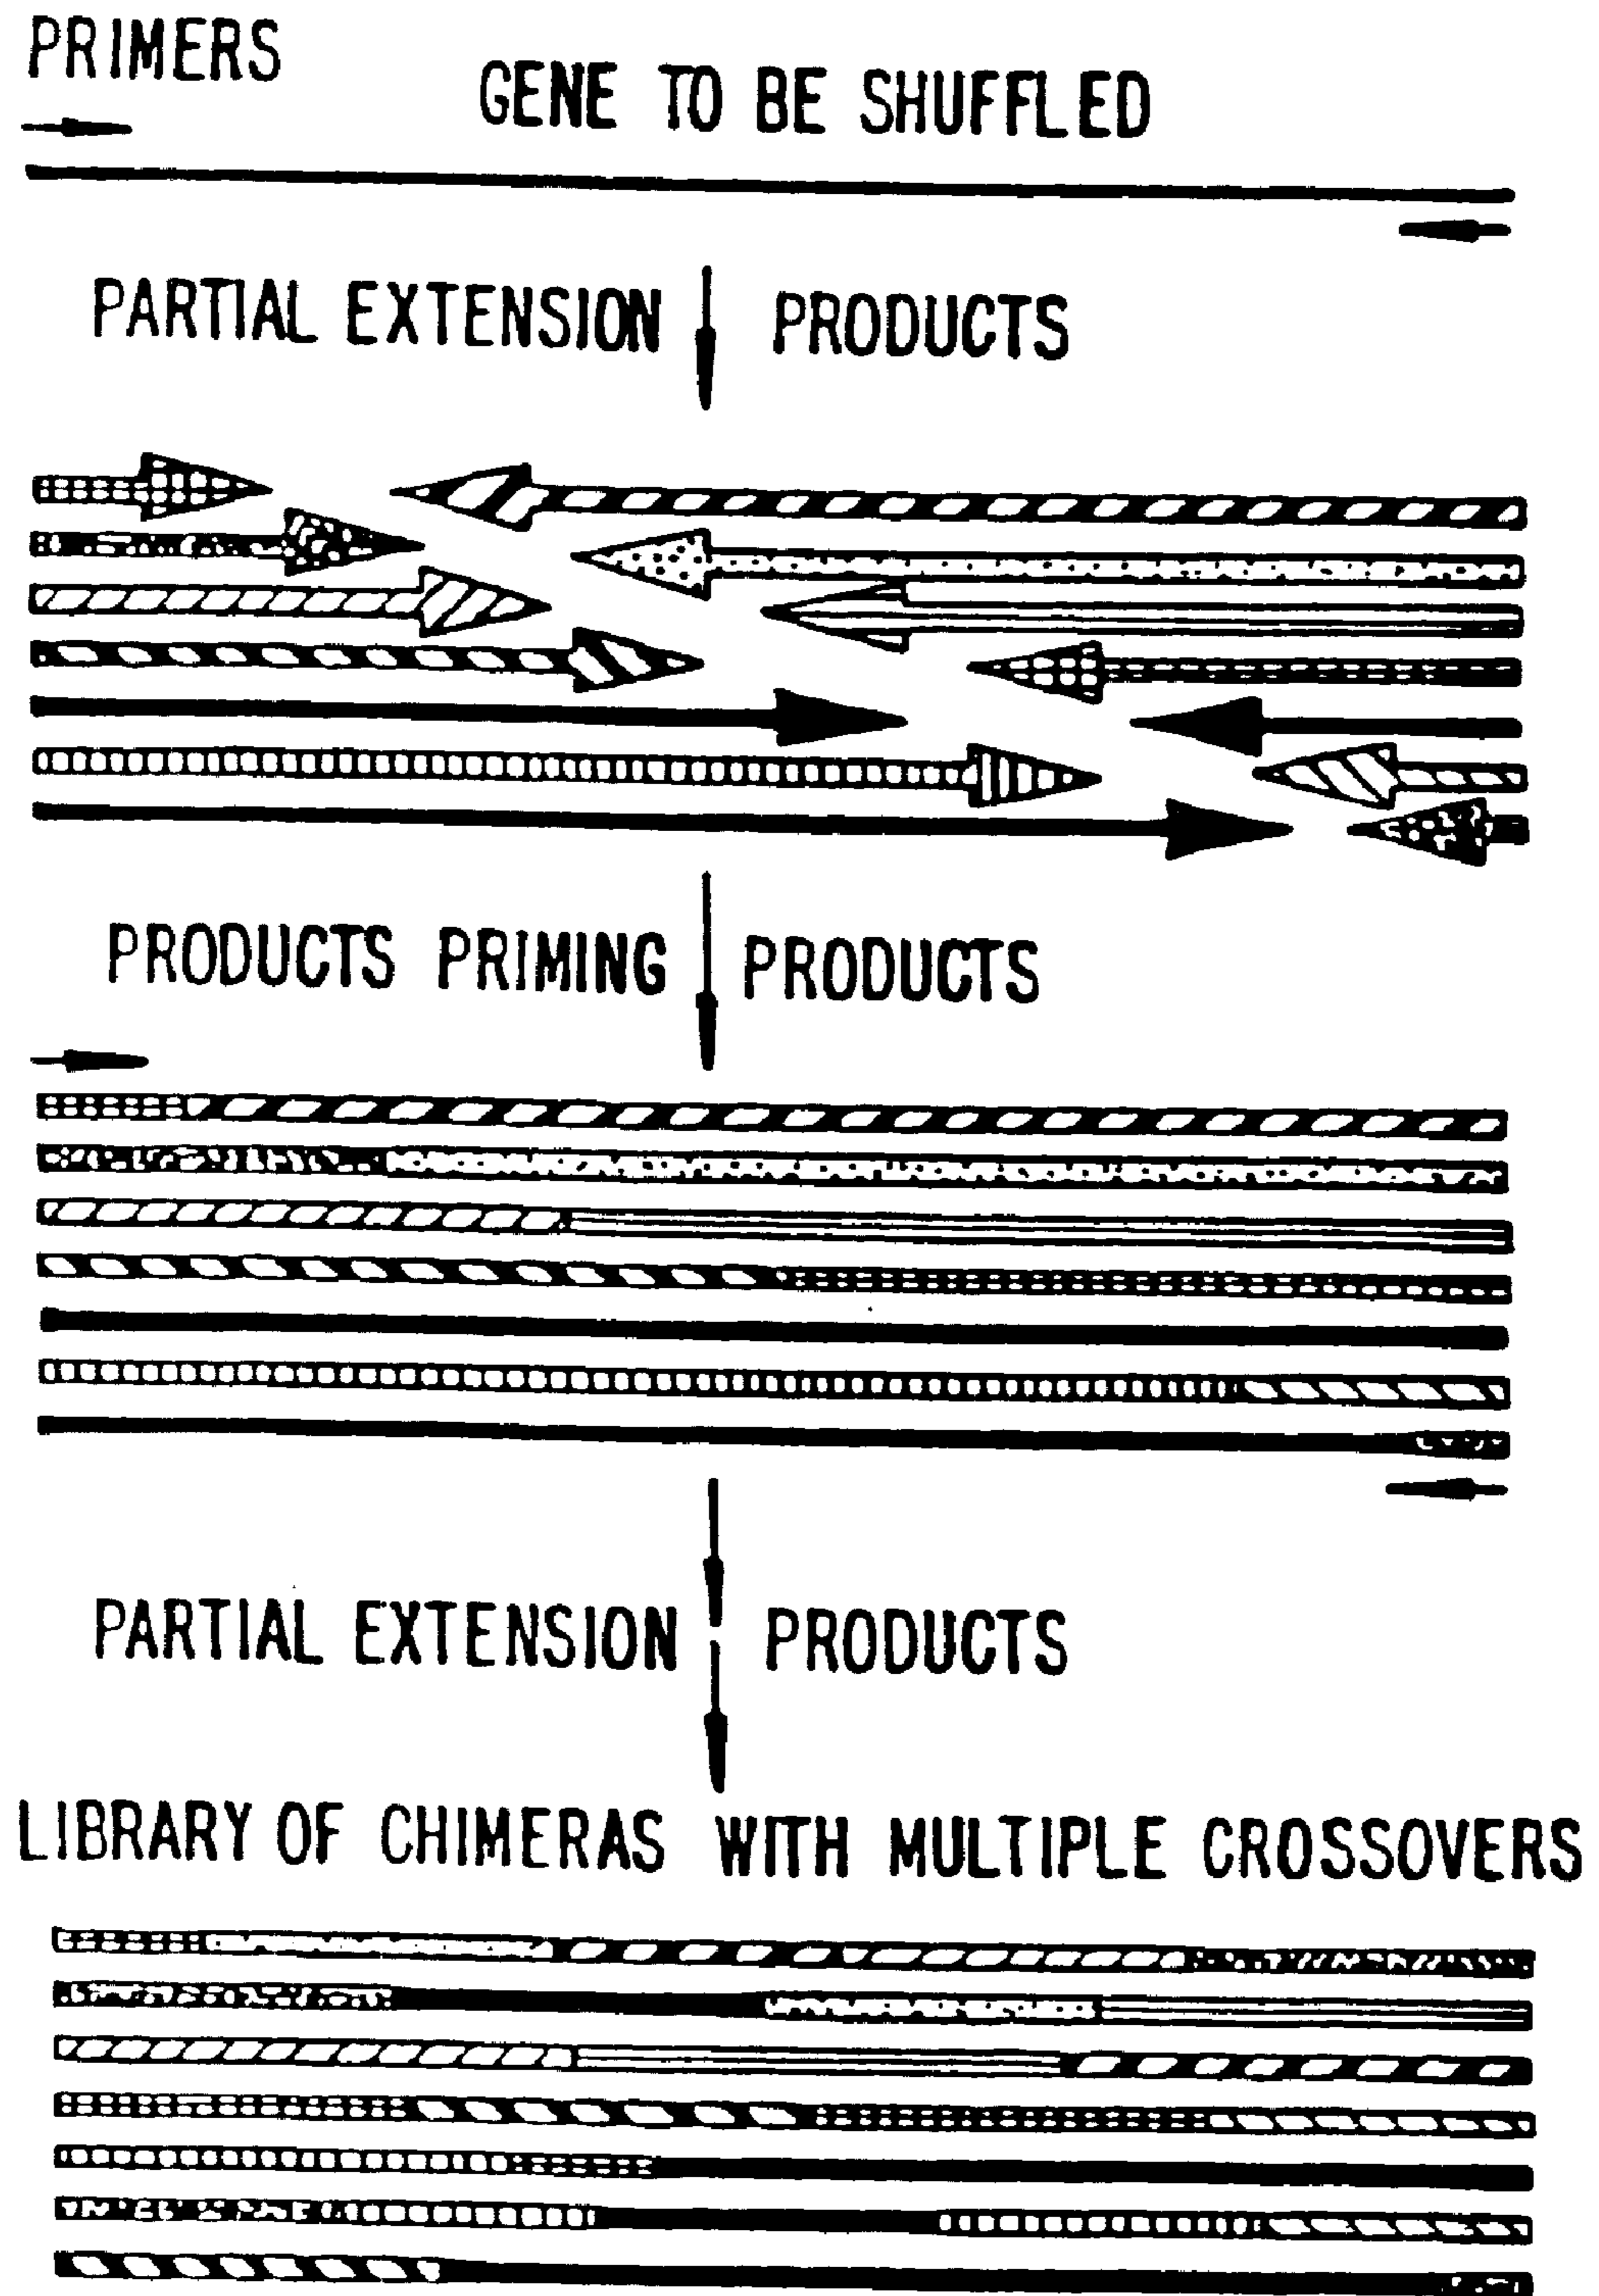 PRIMERS
GENE TO BE SHUFFLED
PARTIAL EXTENSION PRODUCTS
PRODUCTS PRIMING PRODUCTS
PARTIAL EXTENSION PRODUCTS
LIBRARY OF CHIMERAS WITH MULTIPLE CROSSOVERS